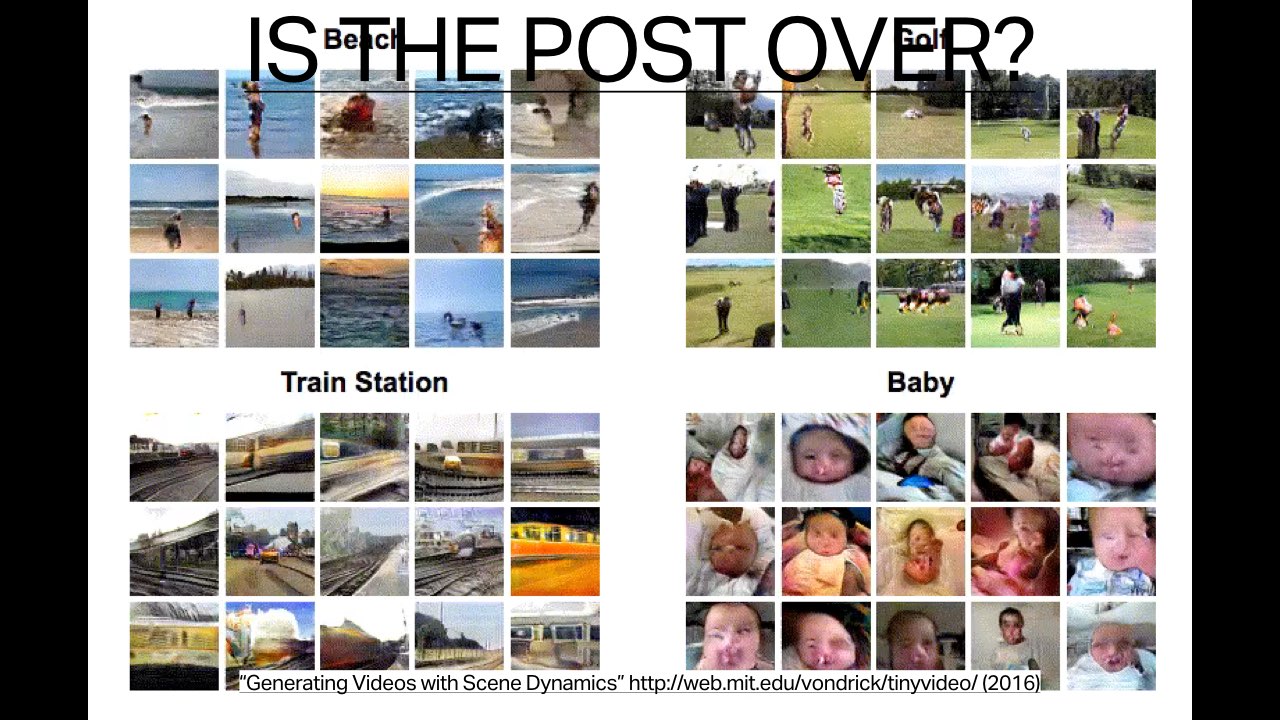 IS THE POST OVER?
Beach
Golf
Train Station
Baby
“Generating Videos with Scene Dynamics” http://web.mit.edu/vondrick/tinyvideo/ (2016)